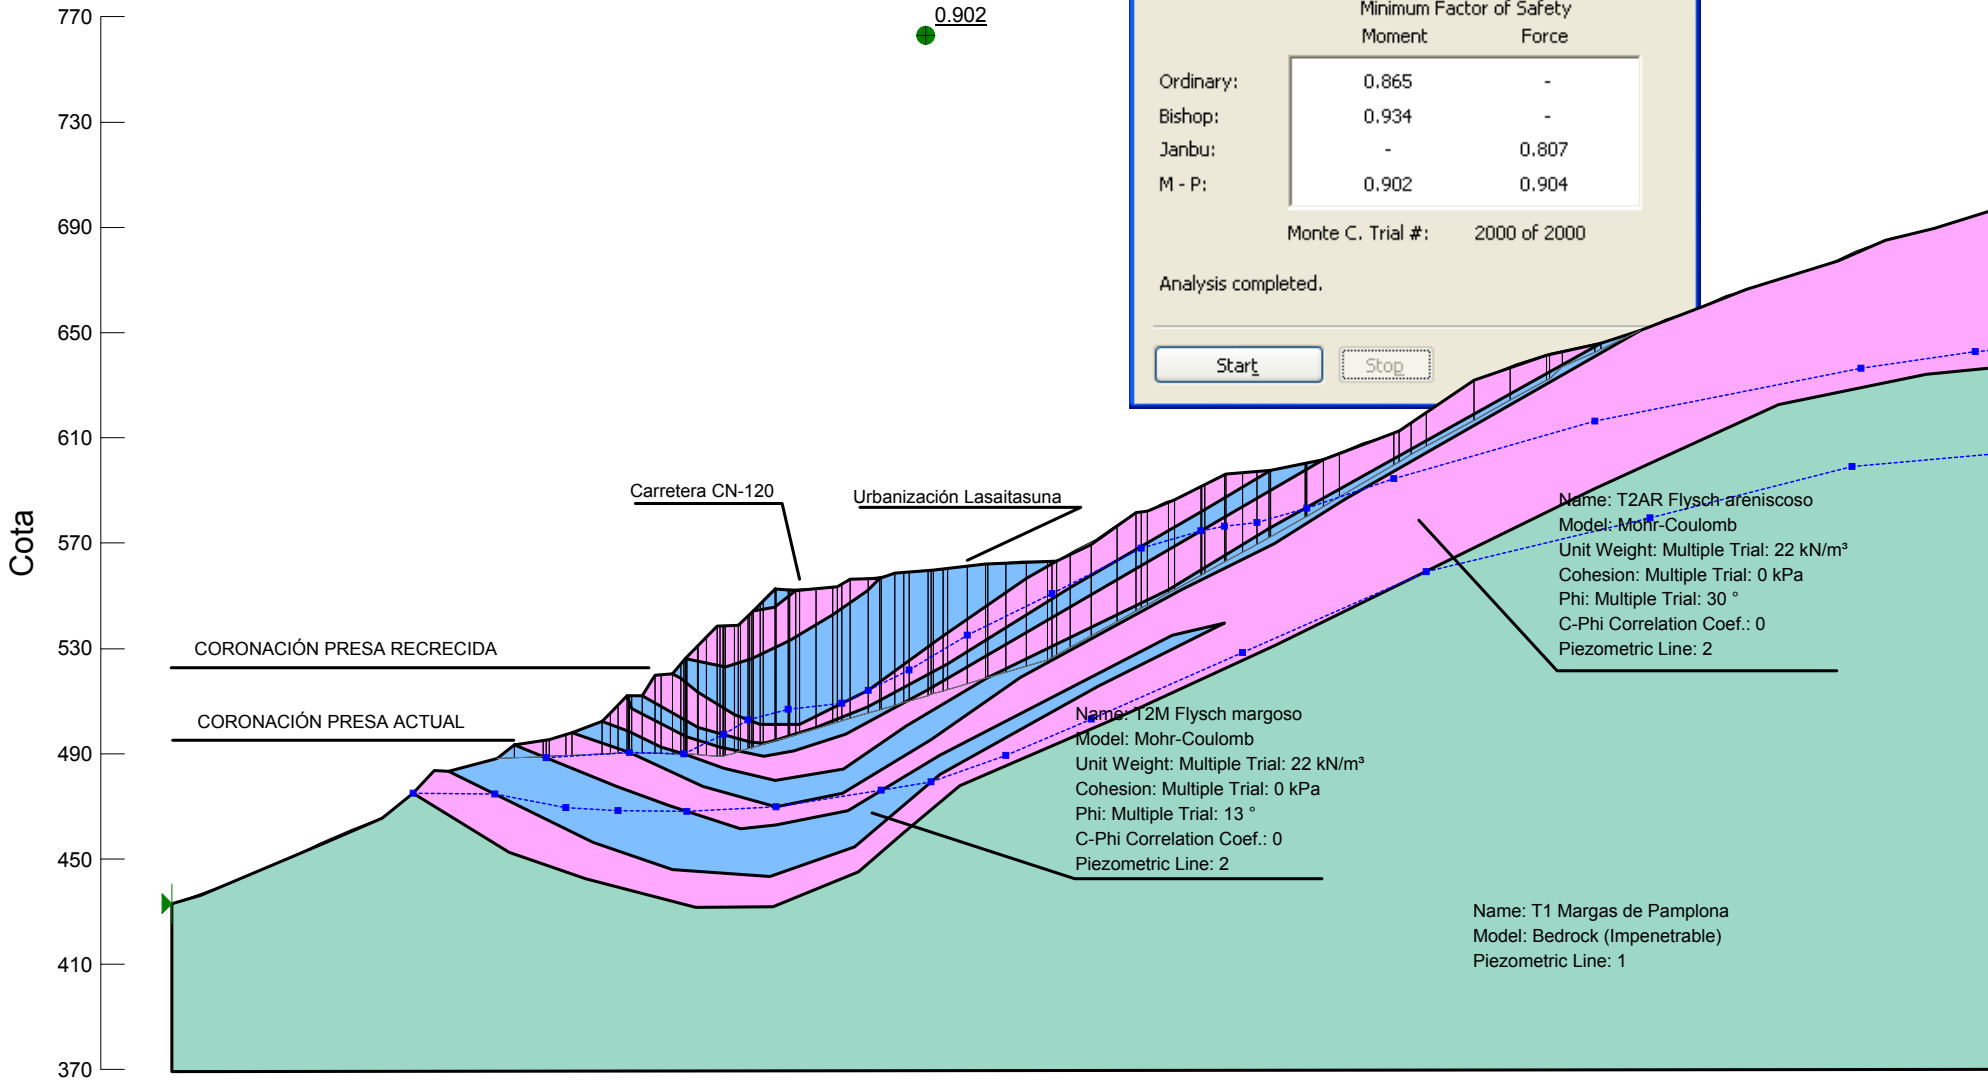 770
730
690
650
610
570
530
490
450
410
370
Cota
0.902
Minimum Factor of Safety
Moment Force
Ordinary: 0.865 -
Bishop: 0.934 -
Janbu: - 0.807
M - P: 0.902 0.904
Monte C. Trial #: 2000 of 2000
Analysis completed.
Start Stop
Carretera CN-120
Urbanización Lasaitasuna
CORONACIÓN PRESA RECRECIDA
CORONACIÓN PRESA ACTUAL
Name: T2AR Flysch areniscoso
Model: Mohr-Coulomb
Unit Weight: Multiple Trial: 22 kN/m³
Cohesion: Multiple Trial: 0 kPa
Phi: Multiple Trial: 30 °
C-Phi Correlation Coef.: 0
Piezometric Line: 2
Name: T2M Flysch margoso
Model: Mohr-Coulomb
Unit Weight: Multiple Trial: 22 kN/m³
Cohesion: Multiple Trial: 0 kPa
Phi: Multiple Trial: 13 °
C-Phi Correlation Coef.: 0
Piezometric Line: 2
Name: T1 Margas de Pamplona
Model: Bedrock (Impenetrable)
Piezometric Line: 1